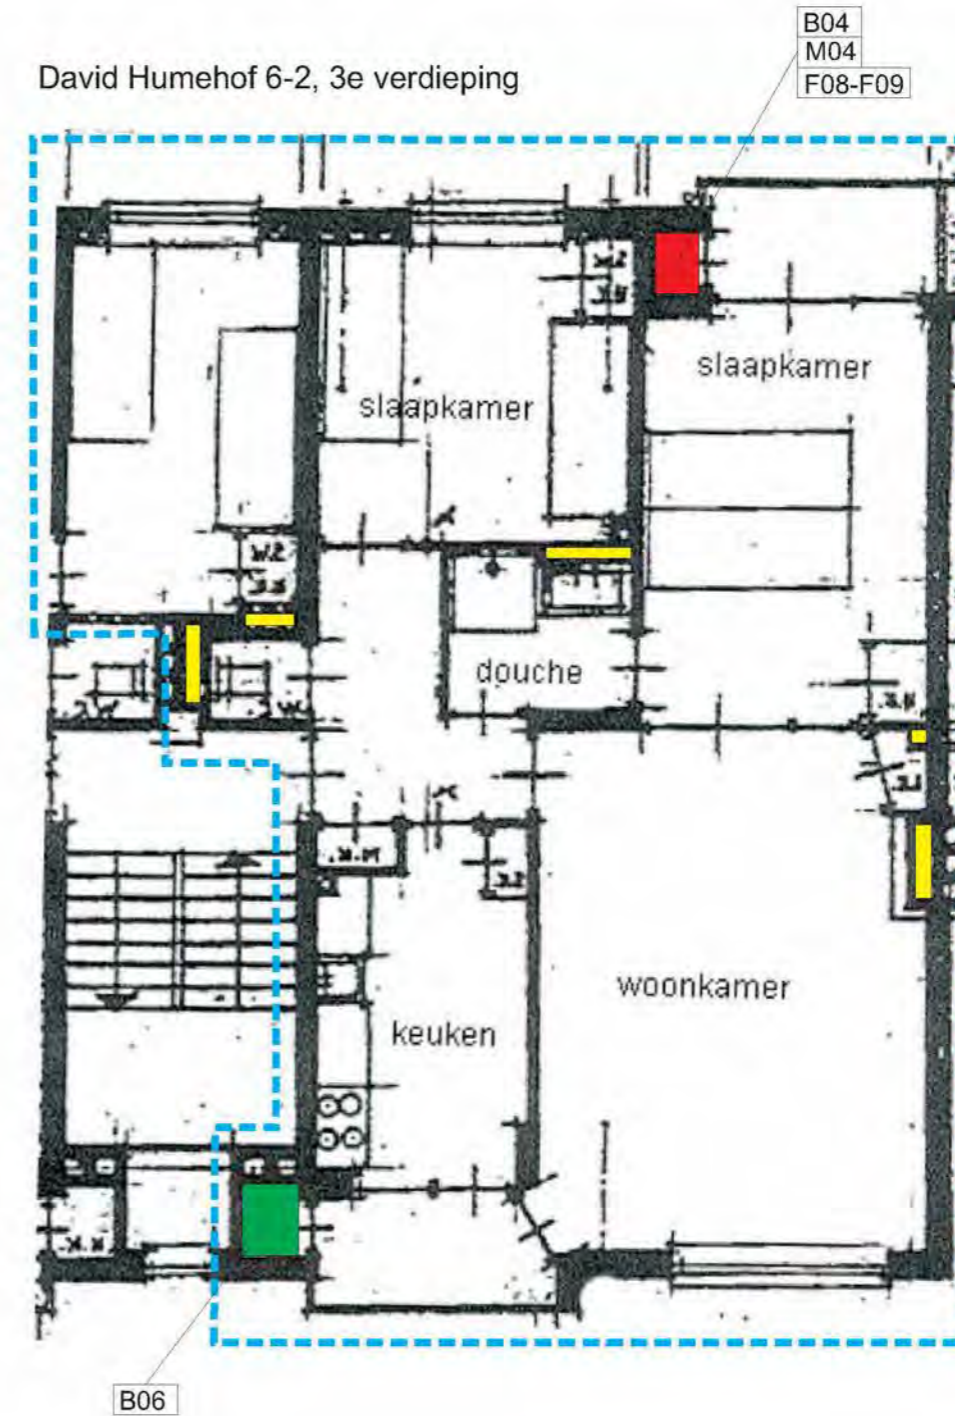 B04
M04
David Humehof 6-2, 3e verdieping
F08-F09
slaapkamer
slaapkamer
douche
woonkamer
keuken
B06